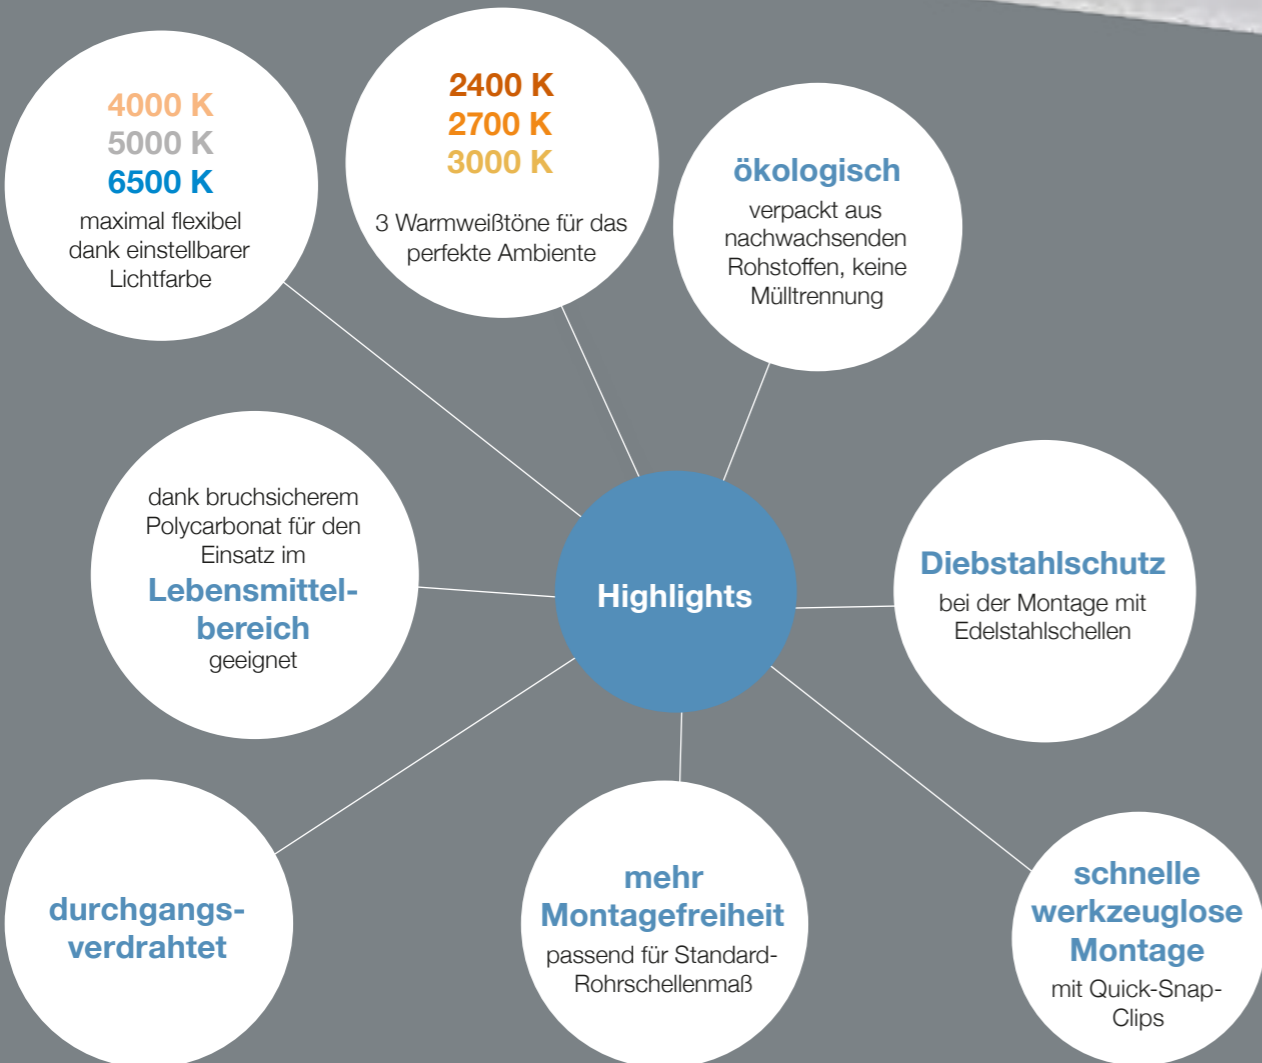 4000 K
5000 K
6500 K
maximal flexibel
dank einstellbarer
Lichtfarbe
2400 K
2700 K
3000 K
3 Warmweißtöne für das
perfekte Ambiente
ökologisch
verpackt aus
nachwachsenden
Rohstoffen, keine
Mülltrennung
dank bruchsicherem
Polycarbonat für den
Einsatz im
Lebensmittel-
bereich
geeignet
Highlights
Diebstahlschutz
bei der Montage mit
Edelstahlschellen
durchgangs-
verdrahtet
mehr
Montagefreiheit
passend für Standard-
Rohrschellenmaß
schnelle
werkzeuglose
Montage
mit Quick-Snap-
Clips